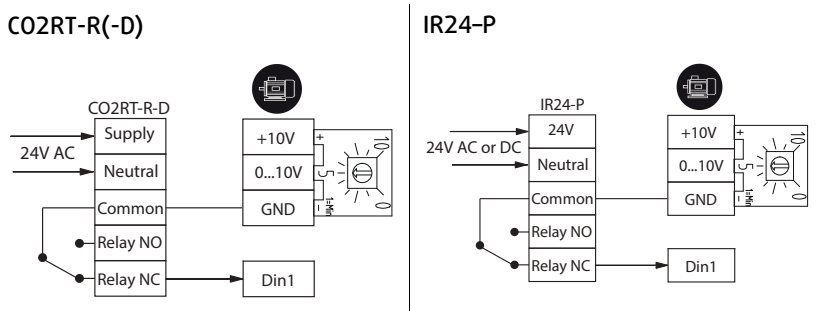 CO2RT-R(-D)
CO2RT-R-D
24V AC
Supply
Neutral
Common
Relay NO
Relay NC
+10V
0...10V
GND
Din1
+
-
10
5
0
1=Min
IR24-P
IR24-P
24V AC or DC
24V
Neutral
Common
Relay NO
Relay NC
+10V
0...10V
GND
Din1
+
-
10
5
0
1=Min